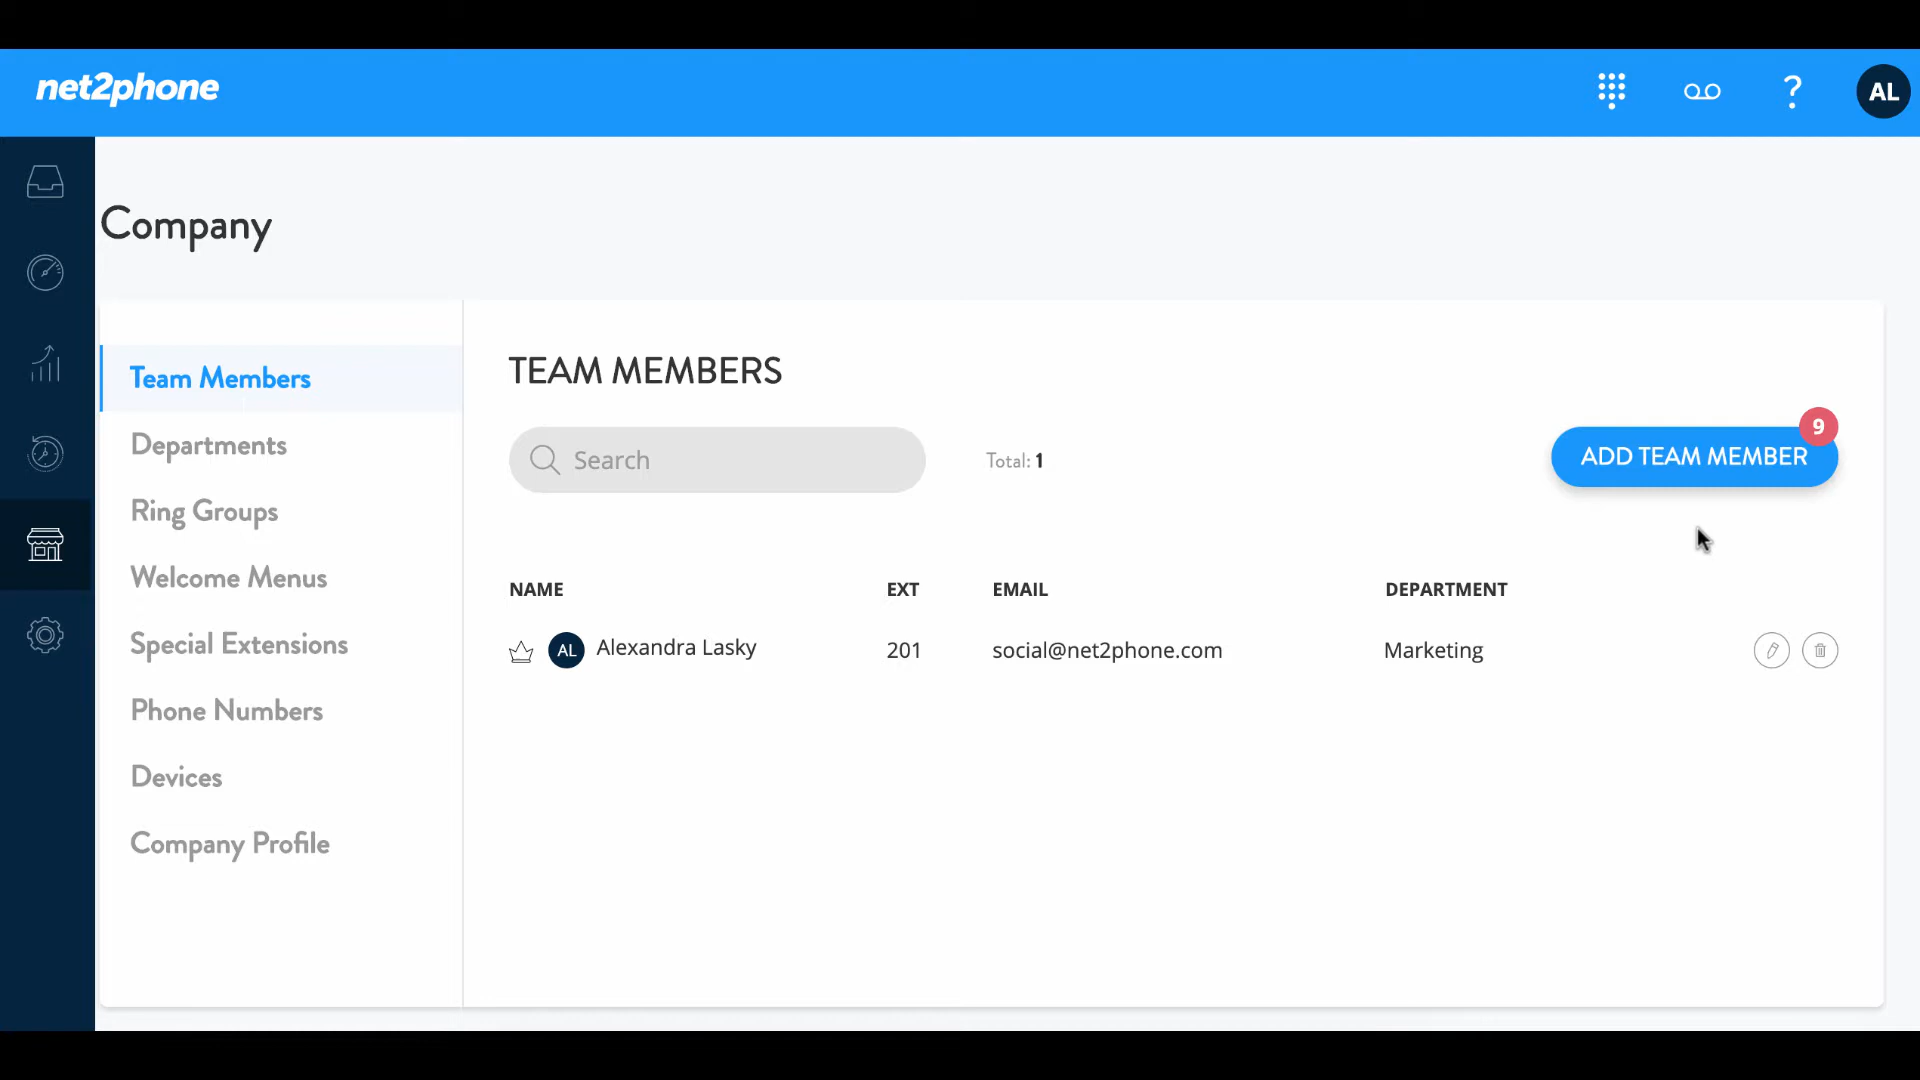 net2phone
?
AL
Company
Team Members
Departments
Ring Groups
Welcome Menus
Special Extensions
Phone Numbers
Devices
Company Profile
TEAM MEMBERS
Search
Total: 1
ADD TEAM MEMBER
9
NAME EXT EMAIL DEPARTMENT
AL Alexandra Lasky 201 social@net2phone.com Marketing